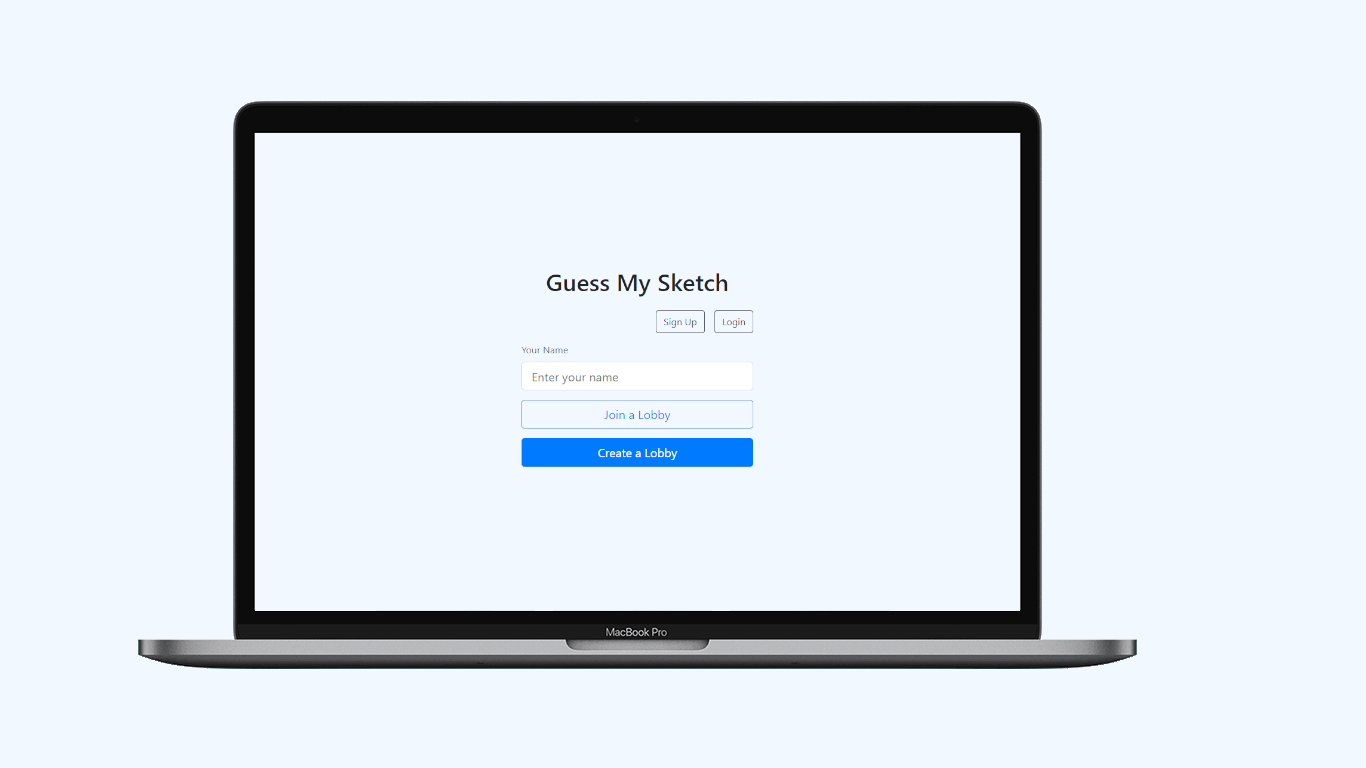 Guess My Sketch
Sign Up Login
Your Name
Enter your name
Join a Lobby
Create a Lobby
MacBook Pro